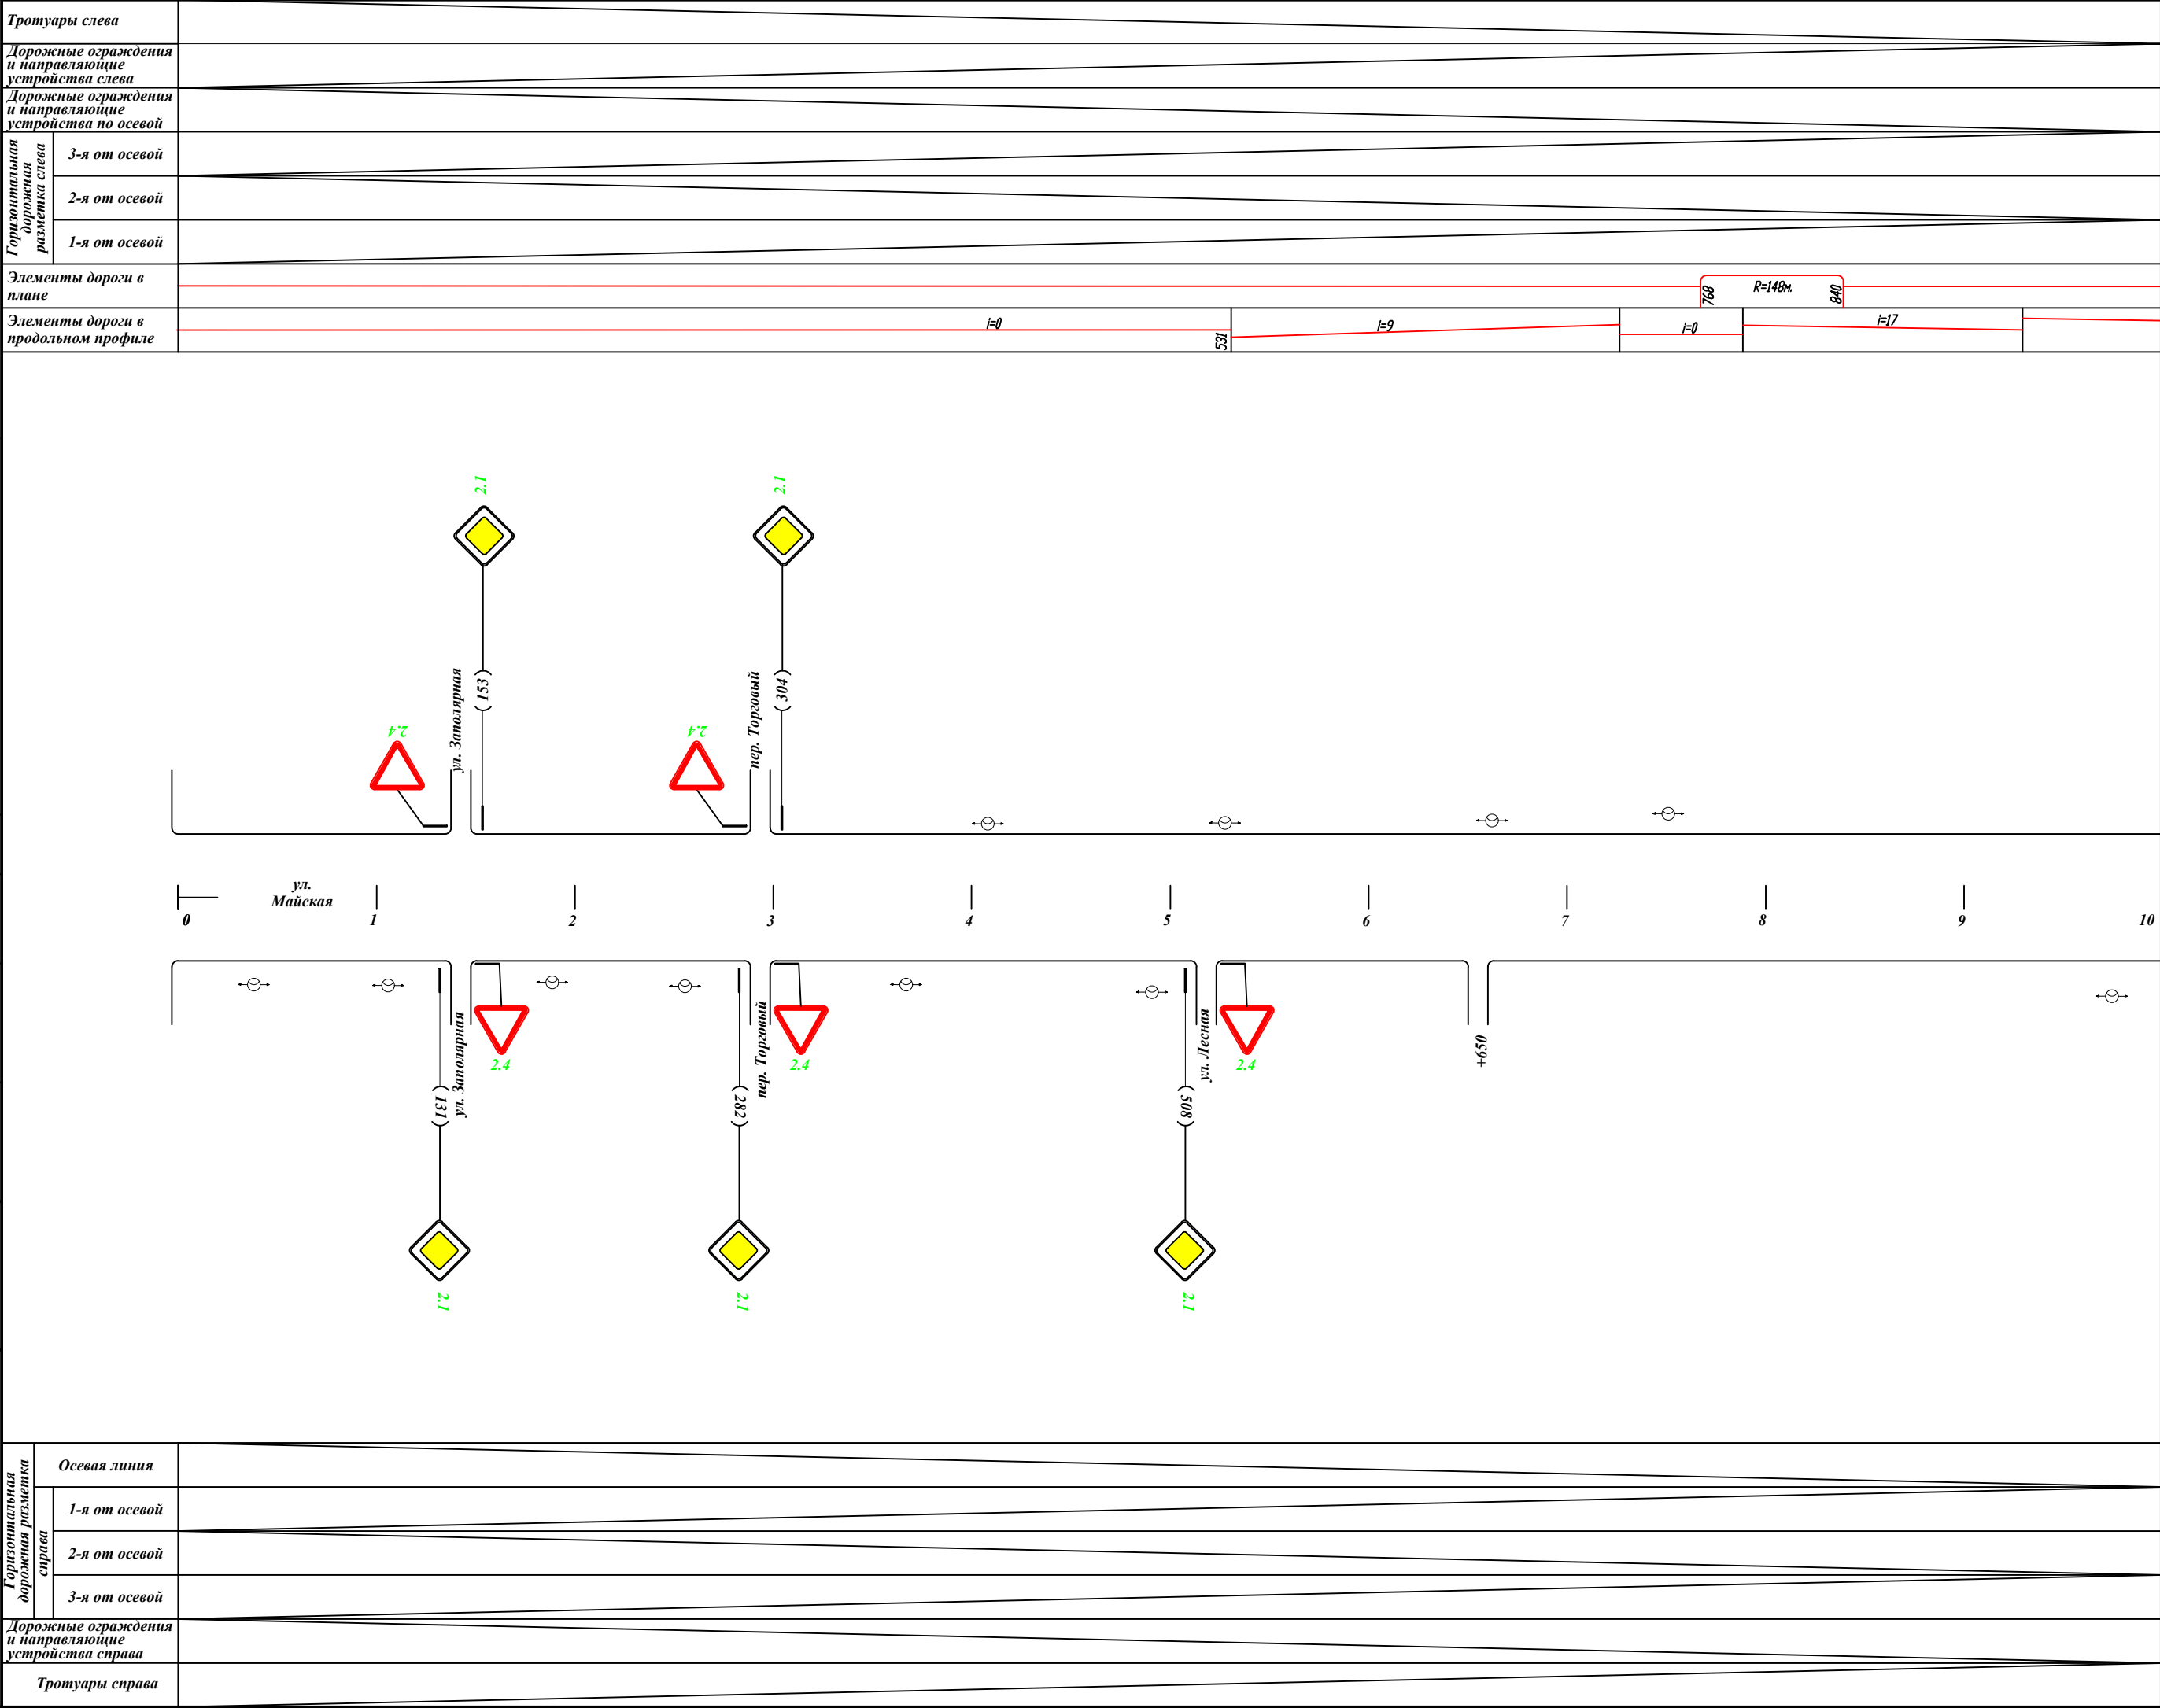 Тротуары слева
Дорожные ограждения
и направляющие
устройства слева
Дорожные ограждения
и направляющие
устройства по осевой
Горизонтальная
дорожная
разметка слева
3-я от осевой
2-я от осевой
1-я от осевой
Элементы дороги в
плане
768
R=148м.
840
Элементы дороги в
продольном профиле
i=0
531
i=9
i=0
i=17
2.1
2.1
ул. Заполярная
(153)
пер. Торговый
(304)
2.4
2.4
ул.
Майская
0
1
2
3
4
5
6
7
8
9
10
2.4
2.4
2.4
ул. Заполярная
пер. Торговый
ул. Лесная
+650
(131)
(282)
(508)
2.1
2.1
2.1
Горизонтальная
дорожная разметка
Осевая линия
справа
1-я от осевой
2-я от осевой
3-я от осевой
Дорожные ограждения
и направляющие
устройства справа
Тротуары справа